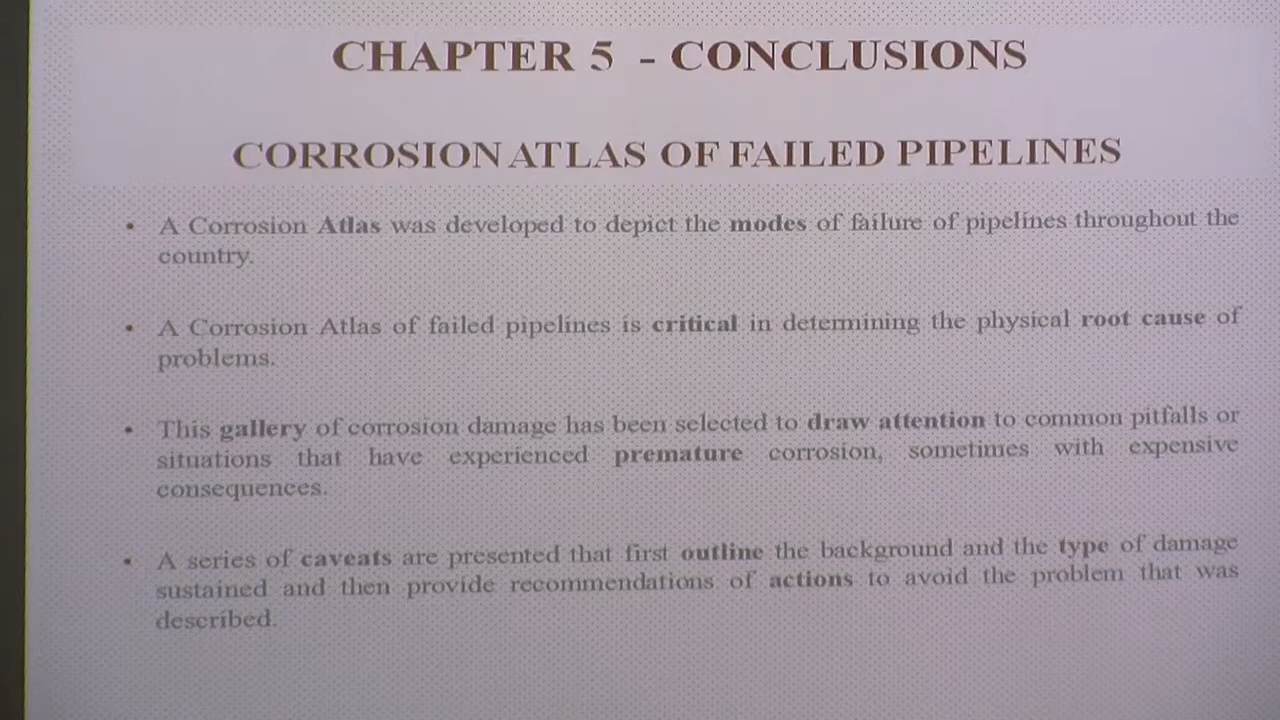 CHAPTER 5 - CONCLUSIONS
CORROSION ATLAS OF FAILED PIPELINES
• A Corrosion Atlas was developed to depict the modes of failure of pipelines throughout the
country.
• A Corrosion Atlas of failed pipelines is critical in determining the physical root cause of
problems.
• This gallery of corrosion damage has been selected to draw attention to common pitfalls or
situations that have experienced premature corrosion, sometimes with expensive
consequences.
• A series of caveats are presented that first outline the background and the type of damage
sustained and then provide recommendations of actions to avoid the problem that was
described.